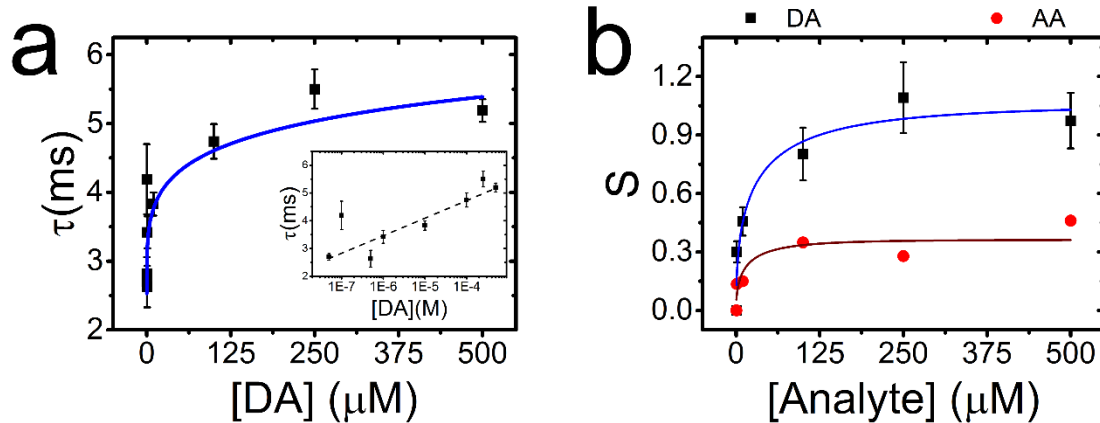 a
τ(ms)
6
5
4
3
2
0
125
250
375
500
[DA] (μM)
τ(ms)
6
5
4
3
2
1E-7
1E-6
1E-5
1E-4
[DA](M)
b
DA
AA
S
1.2
0.9
0.6
0.3
0.0
0
125
250
375
500
[Analyte] (μM)